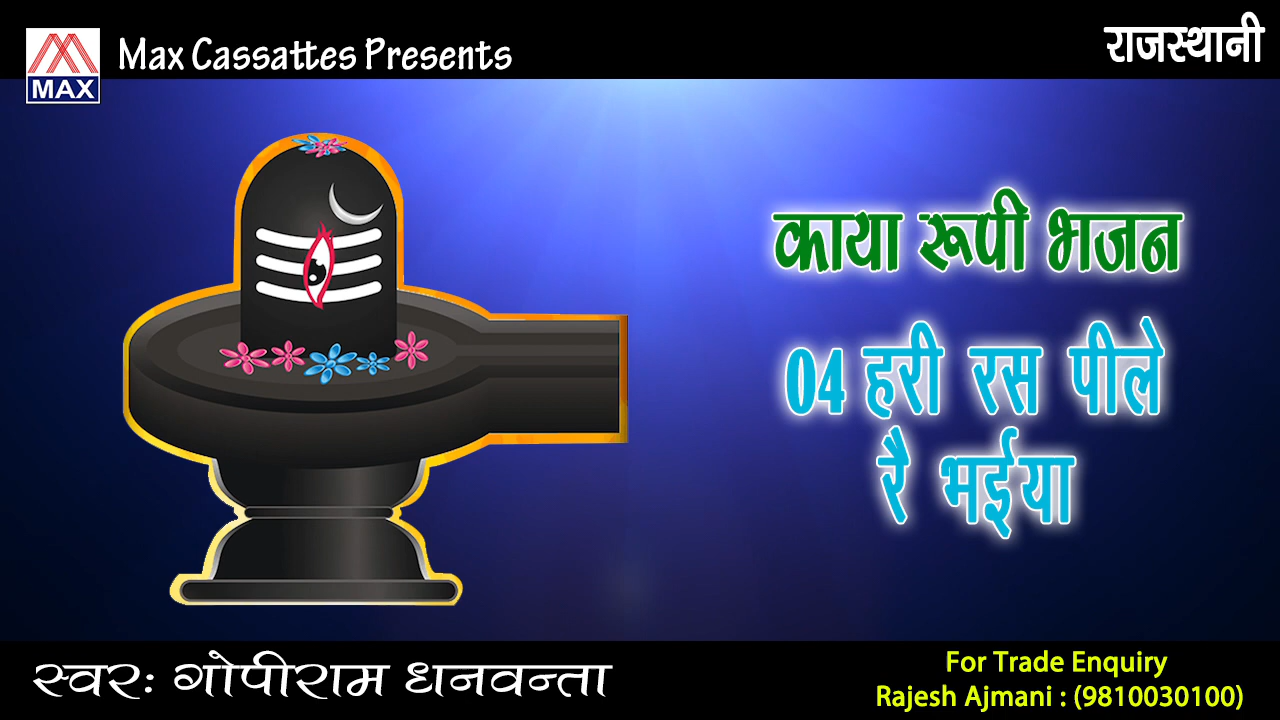 MAX
Max Cassattes Presents
राजस्थानी
काया रूपी भजन
04 हरी रस पीले
रै भईया
स्वरः गोपीराम धनवन्ता
For Trade Enquiry
Rajesh Ajmani : (9810030100)